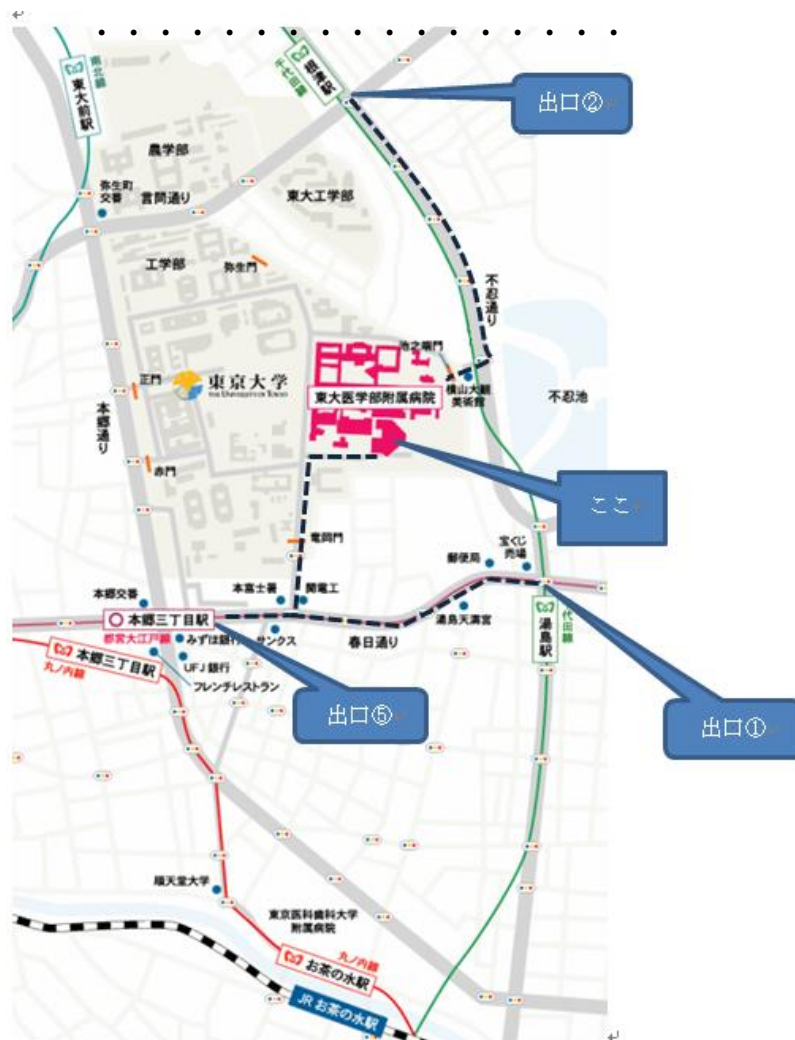 南北線
東大前駅
千代田線
根津駅
出口②
農学部
弥生町
交番
言問通り
東大工学部
工学部
弥生門
不忍通り
池之端門
正門
東京大学
THE UNIVERSITY OF TOKYO
東大医学部附属病院
横山大観
美術館
不忍池
本郷通り
赤門
ここ
竜岡門
郵便局
宝くじ
売場
本郷交番
本富士署
関電工
本郷三丁目駅
都営大江戸線
みずほ銀行
サンクス
春日通り
湯島天満宮
湯島駅
代田線
本郷三丁目駅
丸ノ内線
UFJ銀行
フレンチレストラン
出口⑤
出口①
順天堂大学
東京医科歯科大学
附属病院
丸ノ内線
お茶の水駅
JRお茶の水駅